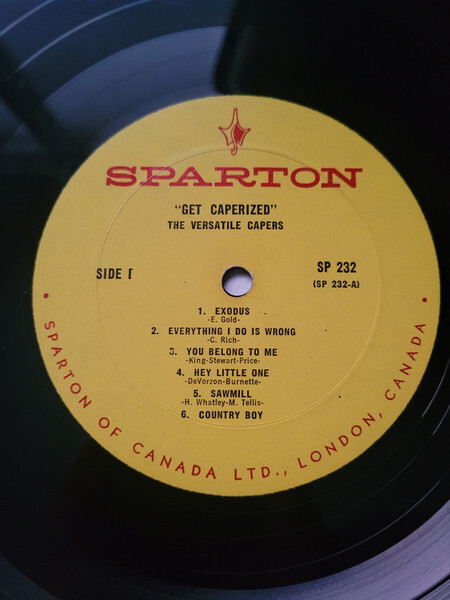 SPARTON
"GET CAPERIZED"
THE VERSATILE CAPERS
SIDE I
SP 232
(SP 232-A)
1. EXODUS
-E. Gold-
2. EVERYTHING I DO IS WRONG
-C. Rich-
3. YOU BELONG TO ME
-King-Stewart-Price-
4. HEY LITTLE ONE
-DeVorzon-Burnette-
5. SAWMILL
-H. Whatley-M. Tellis-
6. COUNTRY BOY
• SPARTON OF CANADA LTD., LONDON, CANADA •